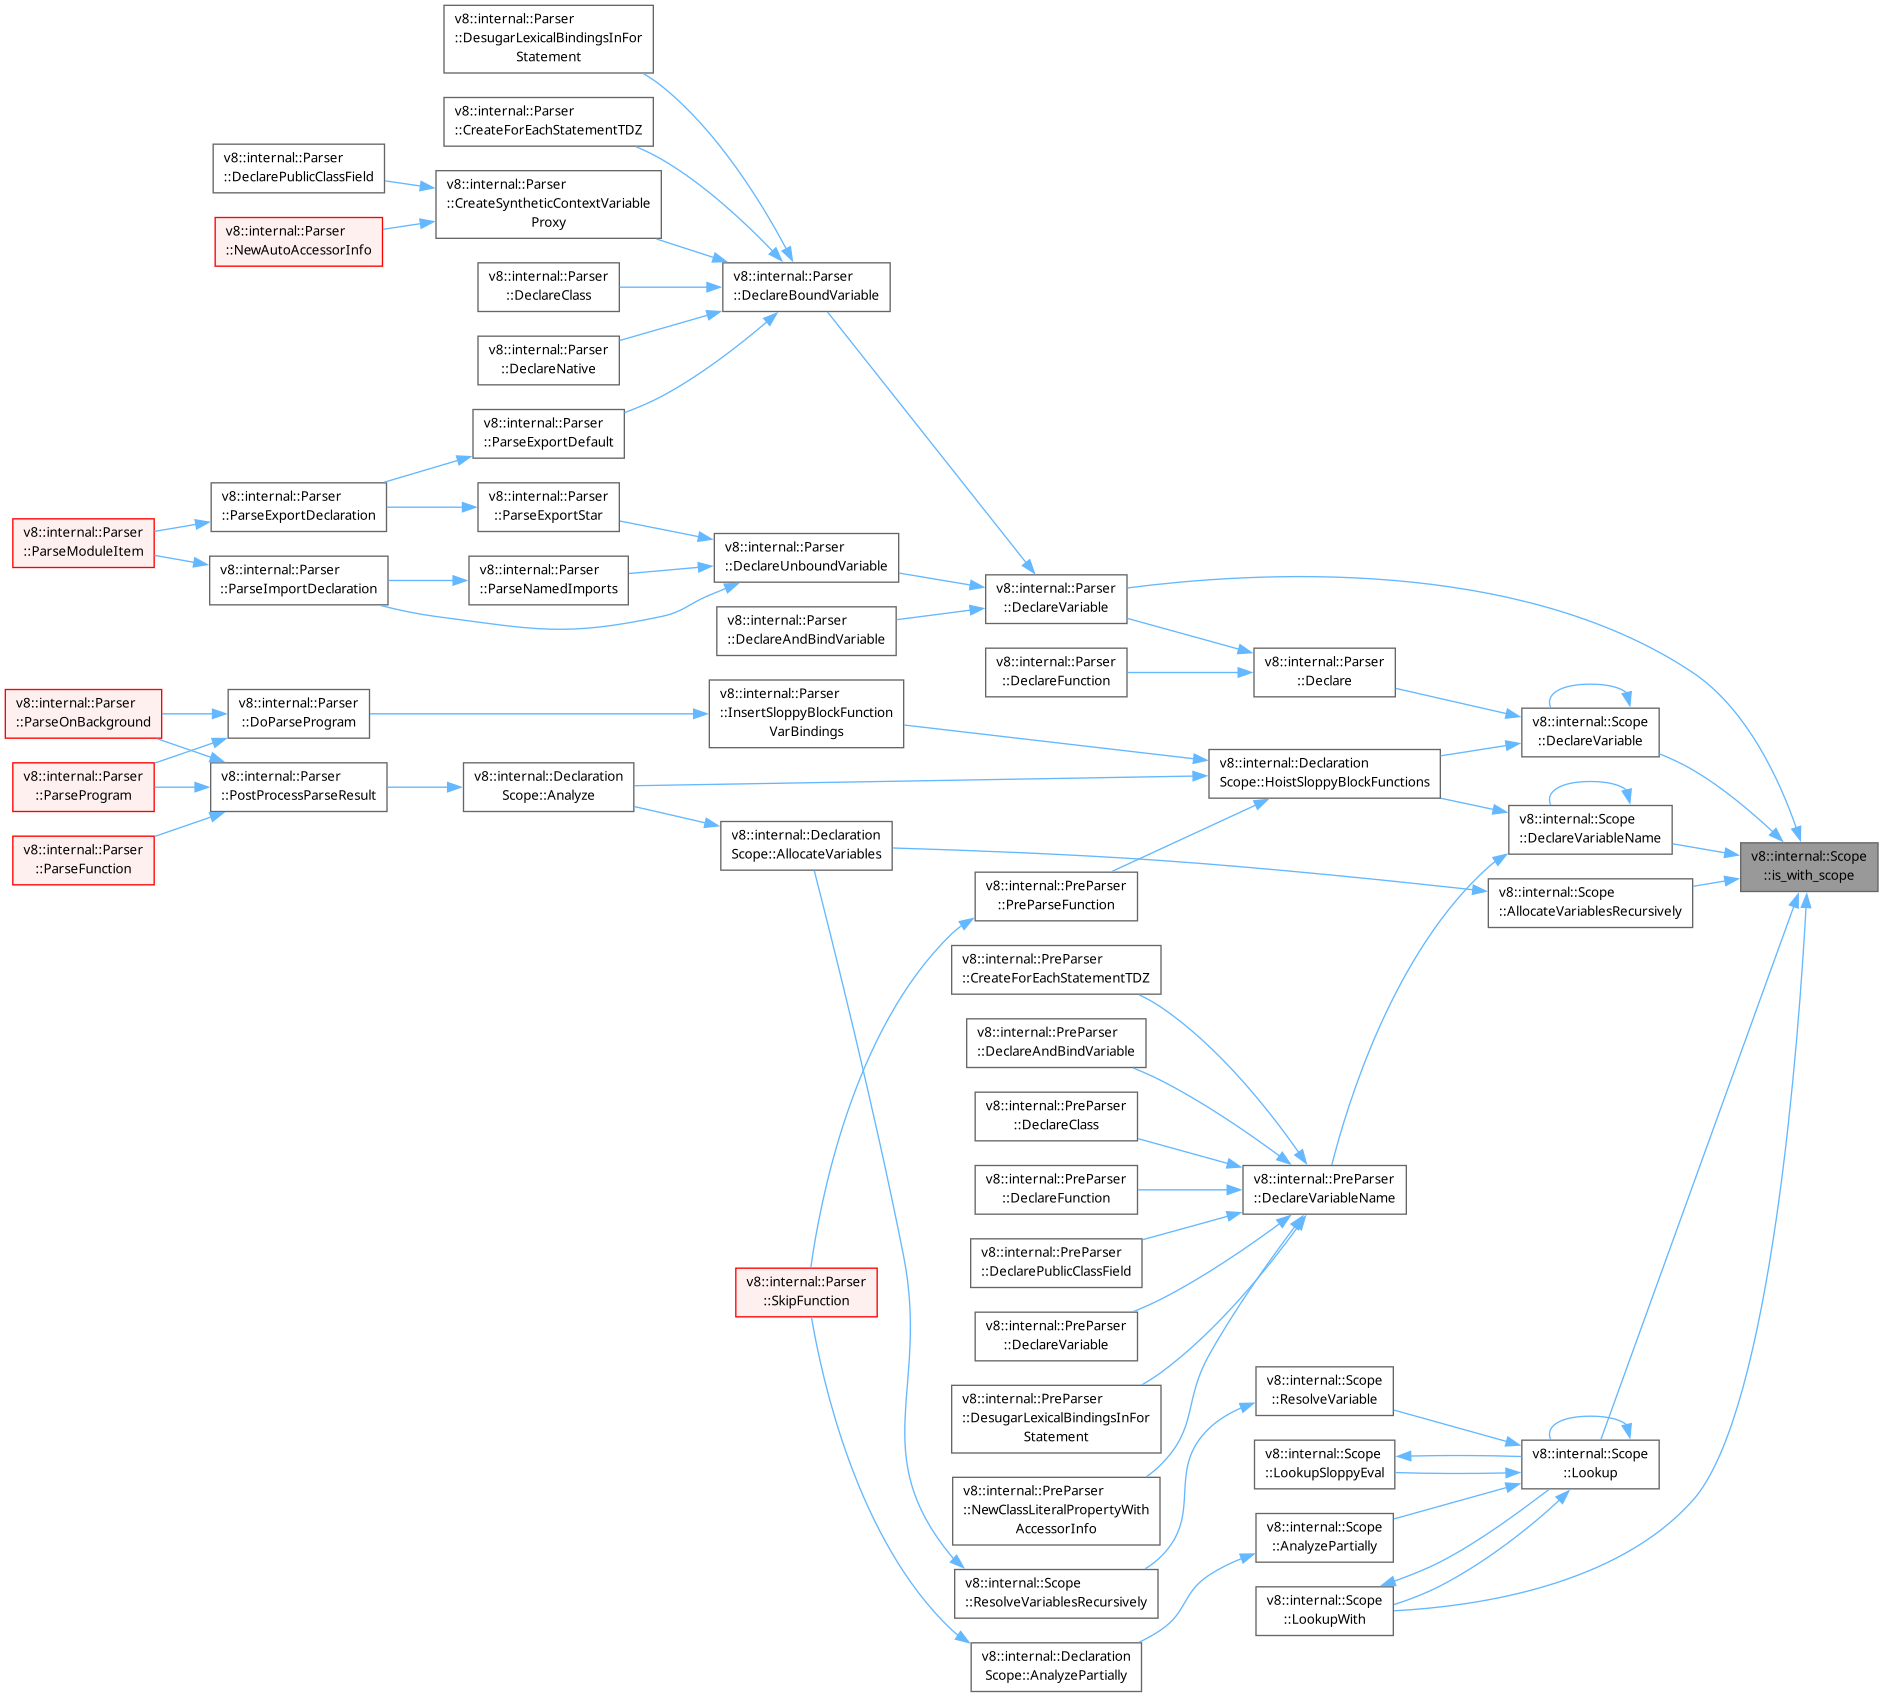 v8::internal::Parser
::DesugarLexicalBindingsInFor
Statement
v8::internal::Parser
::CreateForEachStatementTDZ
v8::internal::Parser
::DeclarePublicClassField
v8::internal::Parser
::CreateSyntheticContextVariable
Proxy
v8::internal::Parser
::NewAutoAccessorInfo
v8::internal::Parser
::DeclareClass
v8::internal::Parser
::DeclareBoundVariable
v8::internal::Parser
::DeclareNative
v8::internal::Parser
::ParseExportDefault
v8::internal::Parser
::ParseExportDeclaration
v8::internal::Parser
::ParseExportStar
v8::internal::Parser
::ParseModuleItem
v8::internal::Parser
::ParseImportDeclaration
v8::internal::Parser
::ParseNamedImports
v8::internal::Parser
::DeclareUnboundVariable
v8::internal::Parser
::DeclareVariable
v8::internal::Parser
::DeclareAndBindVariable
v8::internal::Parser
::DeclareFunction
v8::internal::Parser
::Declare
v8::internal::Parser
::ParseOnBackground
v8::internal::Parser
::DoParseProgram
v8::internal::Parser
::InsertSloppyBlockFunction
VarBindings
v8::internal::Scope
::DeclareVariable
v8::internal::Parser
::ParseProgram
v8::internal::Parser
::PostProcessParseResult
v8::internal::Declaration
Scope::Analyze
v8::internal::Declaration
Scope::HoistSloppyBlockFunctions
v8::internal::Scope
::DeclareVariableName
v8::internal::Parser
::ParseFunction
v8::internal::Declaration
Scope::AllocateVariables
v8::internal::Scope
::is_with_scope
v8::internal::PreParser
::PreParseFunction
v8::internal::Scope
::AllocateVariablesRecursively
v8::internal::PreParser
::CreateForEachStatementTDZ
v8::internal::PreParser
::DeclareAndBindVariable
v8::internal::PreParser
::DeclareClass
v8::internal::PreParser
::DeclareFunction
v8::internal::PreParser
::DeclareVariableName
v8::internal::PreParser
::DeclarePublicClassField
v8::internal::Parser
::SkipFunction
v8::internal::PreParser
::DeclareVariable
v8::internal::PreParser
::DesugarLexicalBindingsInFor
Statement
v8::internal::Scope
::ResolveVariable
v8::internal::Scope
::LookupSloppyEval
v8::internal::Scope
::Lookup
v8::internal::PreParser
::NewClassLiteralPropertyWith
AccessorInfo
v8::internal::Scope
::AnalyzePartially
v8::internal::Scope
::ResolveVariablesRecursively
v8::internal::Scope
::LookupWith
v8::internal::Declaration
Scope::AnalyzePartially